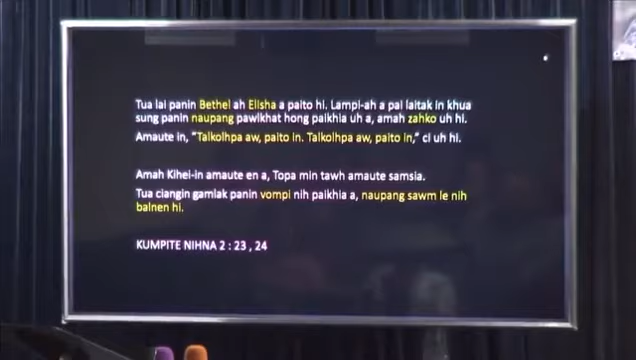 Tua lai panin Bethel ah Elisha a paito hi. Lampi-ah a pai laitak in khua
sung panin naupang pawlkhat hong paikhia uh a, amah zahko uh hi.
Amaute in, "Talkolhpa aw, paito in. Talkolhpa aw, paito in," ci uh hi.
Amah Kihei-in amaute en a, Topa min tawh amaute samsia.
Tua ciangin gamlak panin vompi nih paikhia a, naupang sawm le nih
balnen hi.
KUMPITE NIHNA 2 : 23 , 24